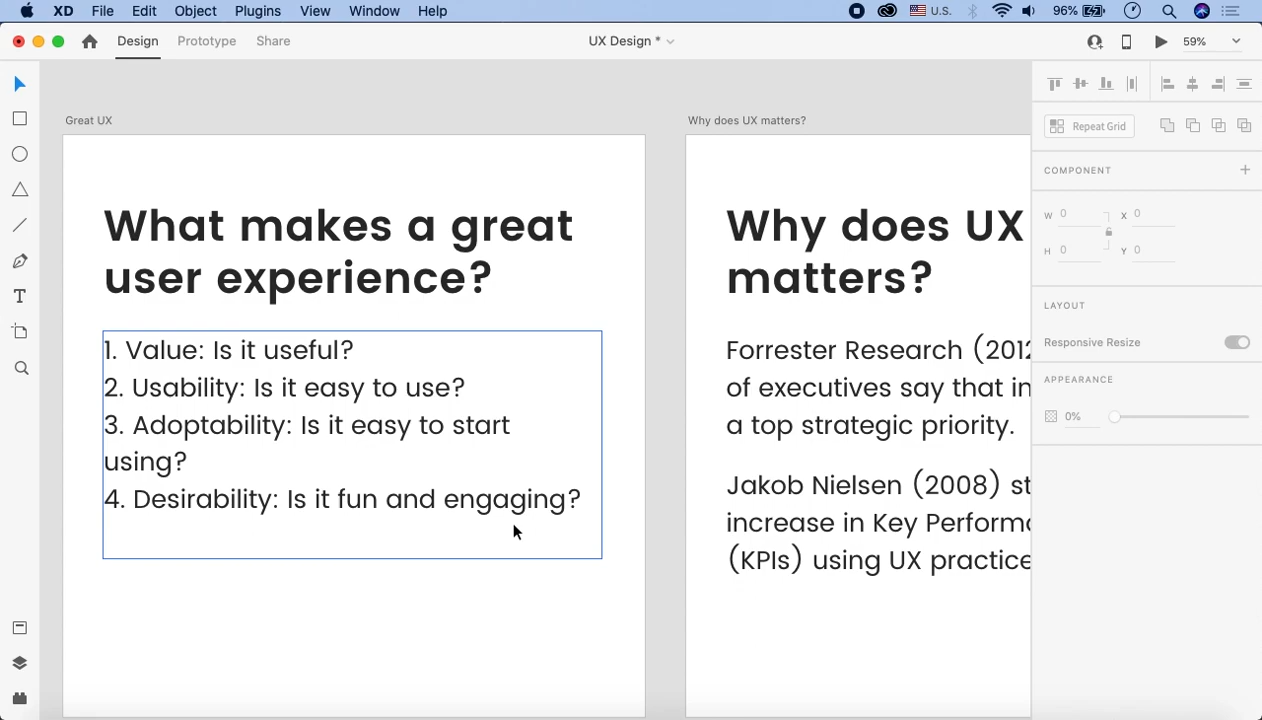 XD File Edit Object Plugins View Window Help U.S. 96%
Design Prototype Share UX Design * 59%
Great UX
What makes a great
user experience?
1. Value: Is it useful?
2. Usability: Is it easy to use?
3. Adoptability: Is it easy to start
using?
4. Desirability: Is it fun and engaging?
Why does UX matters?
Why does UX
matters?
Forrester Research (201
of executives say that in
a top strategic priority.
Jakob Nielsen (2008) st
increase in Key Perform
(KPIs) using UX practice
Repeat Grid
COMPONENT
W 0 X 0
H 0 Y 0
LAYOUT
Responsive Resize
APPEARANCE
0%